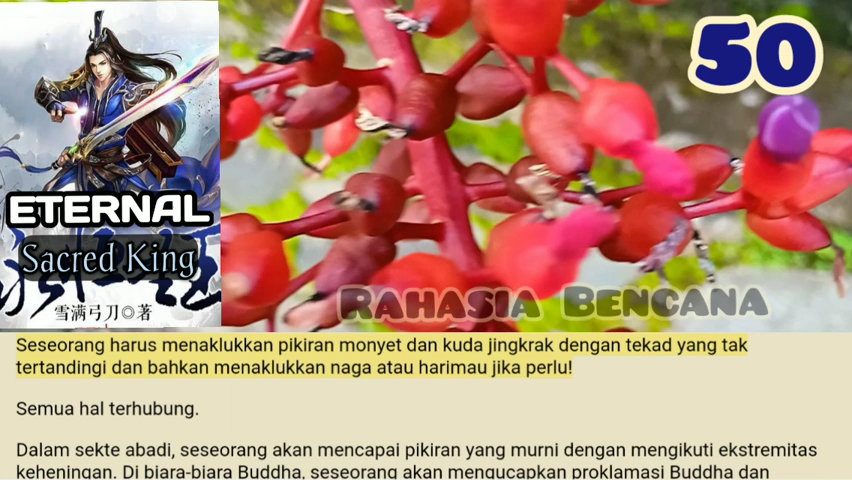 50
ETERNAL
Sacred King
雪满弓刀◎著
RAHASIA BENCANA
Seseorang harus menaklukkan pikiran monyet dan kuda jingkrak dengan tekad yang tak
tertandingi dan bahkan menaklukkan naga atau harimau jika perlu!
Semua hal terhubung.
Dalam sekte abadi, seseorang akan mencapai pikiran yang murni dengan mengikuti ekstremitas
keheningan. Di biara-biara Buddha, seseorang akan mengucapkan proklamasi Buddha dan